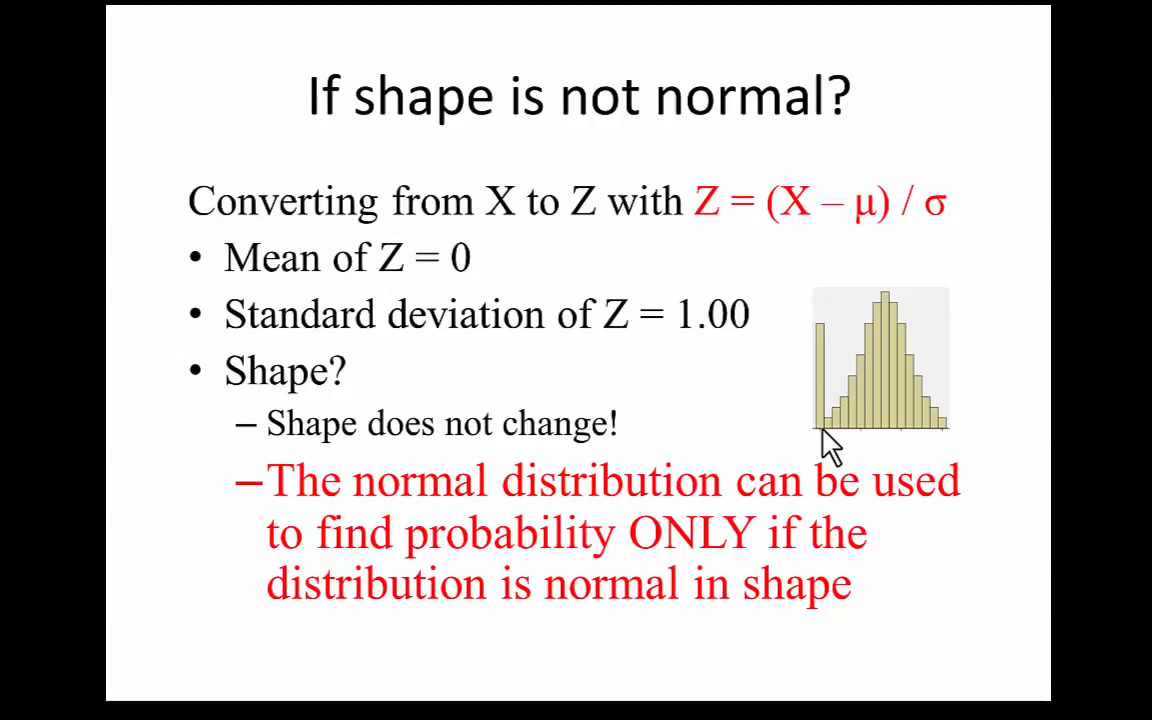 If shape is not normal?
Converting from X to Z with Z = (X – μ) / σ
• Mean of Z = 0
• Standard deviation of Z = 1.00
• Shape?
– Shape does not change!
–The normal distribution can be used
to find probability ONLY if the
distribution is normal in shape